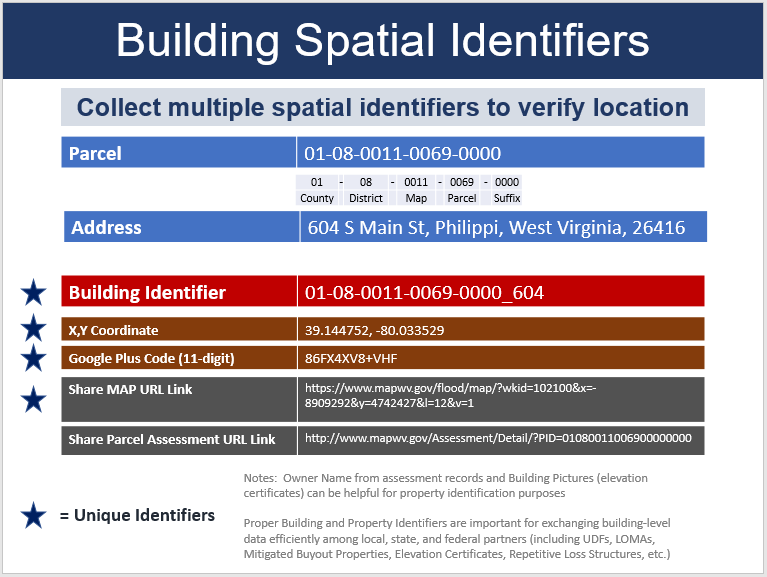 Building Spatial Identifiers
Collect multiple spatial identifiers to verify location
Parcel 01-08-0011-0069-0000
01 - 08 - 0011 - 0069 - 0000
County District Map Parcel Suffix
Address 604 S Main St, Philippi, West Virginia, 26416
Building Identifier 01-08-0011-0069-0000_604
X,Y Coordinate 39.144752, -80.033529
Google Plus Code (11-digit) 86FX4XV8+VHF
Share MAP URL Link https://www.mapwv.gov/flood/map/?wkid=102100&x=-
8909292&y=4742427&l=12&v=1
Share Parcel Assessment URL Link http://www.mapwv.gov/Assessment/Detail/?PID=01080011006900000000
Notes: Owner Name from assessment records and Building Pictures (elevation
certificates) can be helpful for property identification purposes
= Unique Identifiers
Proper Building and Property Identifiers are important for exchanging building-level
data efficiently among local, state, and federal partners (including UDFs, LOMAs,
Mitigated Buyout Properties, Elevation Certificates, Repetitive Loss Structures, etc.)